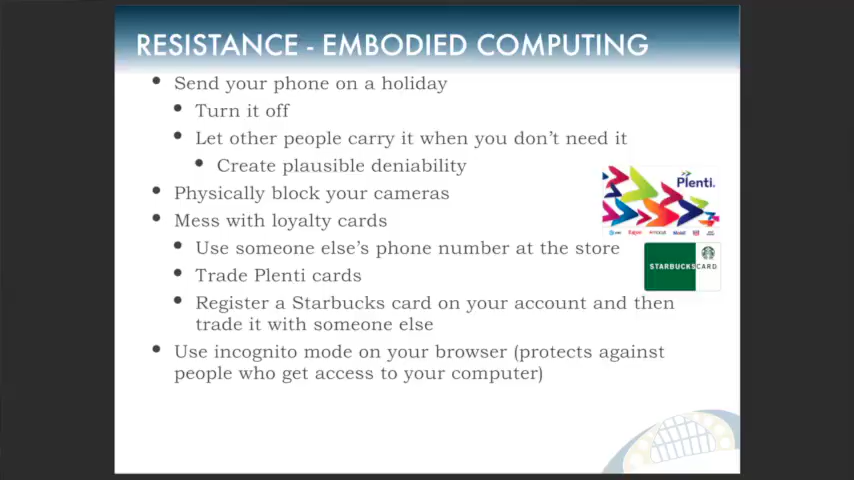 RESISTANCE - EMBODIED COMPUTING
Send your phone on a holiday
Turn it off
Let other people carry it when you don't need it
Create plausible deniability
Physically block your cameras
Mess with loyalty cards
Use someone else's phone number at the store
Trade Plenti cards
Register a Starbucks card on your account and then
trade it with someone else
Use incognito mode on your browser (protects against
people who get access to your computer)
Plenti.
STARBUCKS CARD